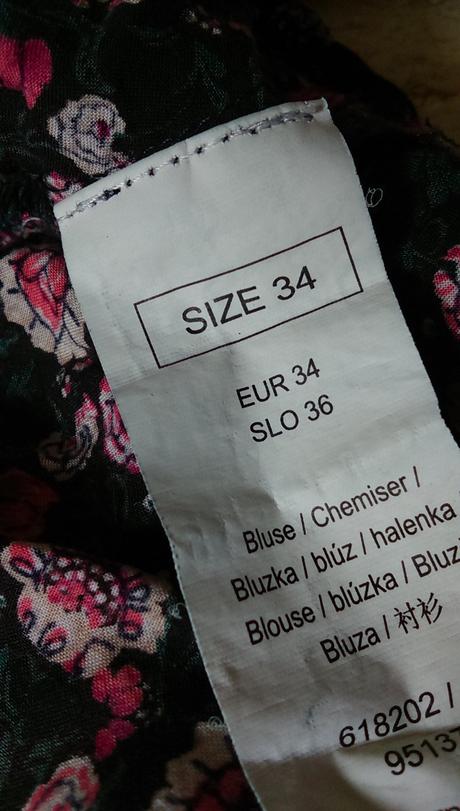 SIZE 34
EUR 34
SLO 36
Bluse / Chemiser /
Bluzka / blúz / halenka
Blouse / blúzka / Bluz
Bluza / 衬衫
618202 /
9513